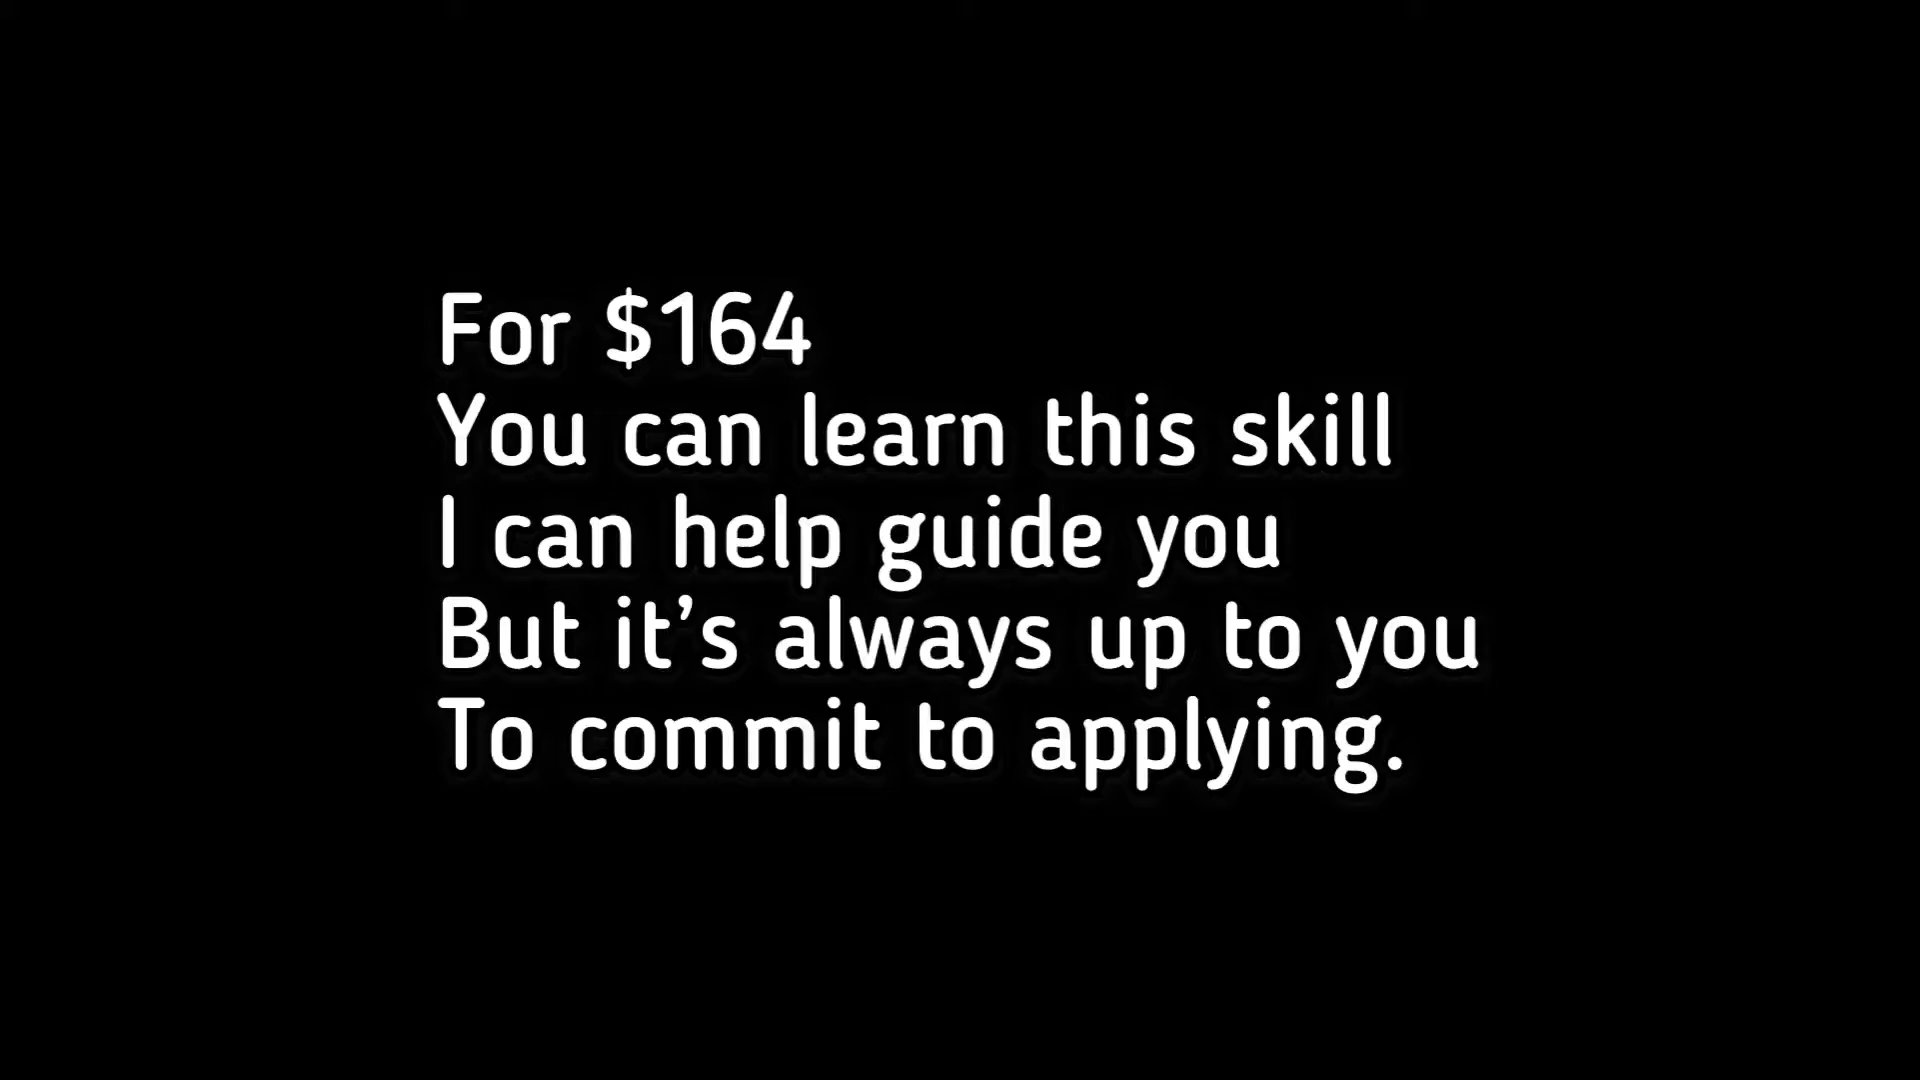 For $164
You can learn this skill
I can help guide you
But it’s always up to you
To commit to applying.